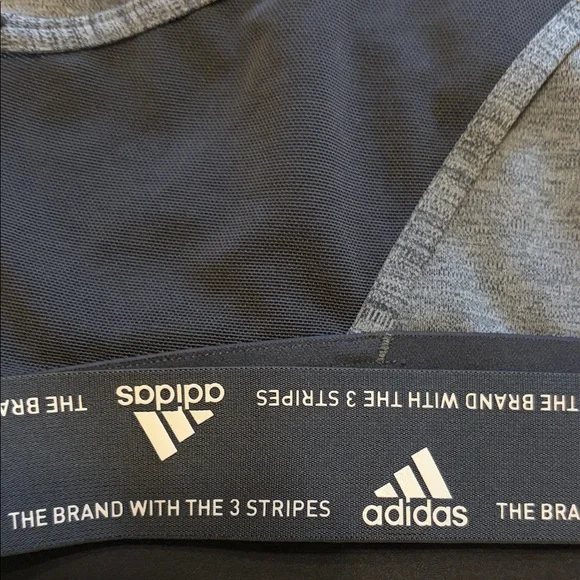 THE BRA
adidas
THE BRAND WITH THE 3 STRIPES
THE
THE BRAND WITH THE 3 STRIPES
adidas
THE BRA